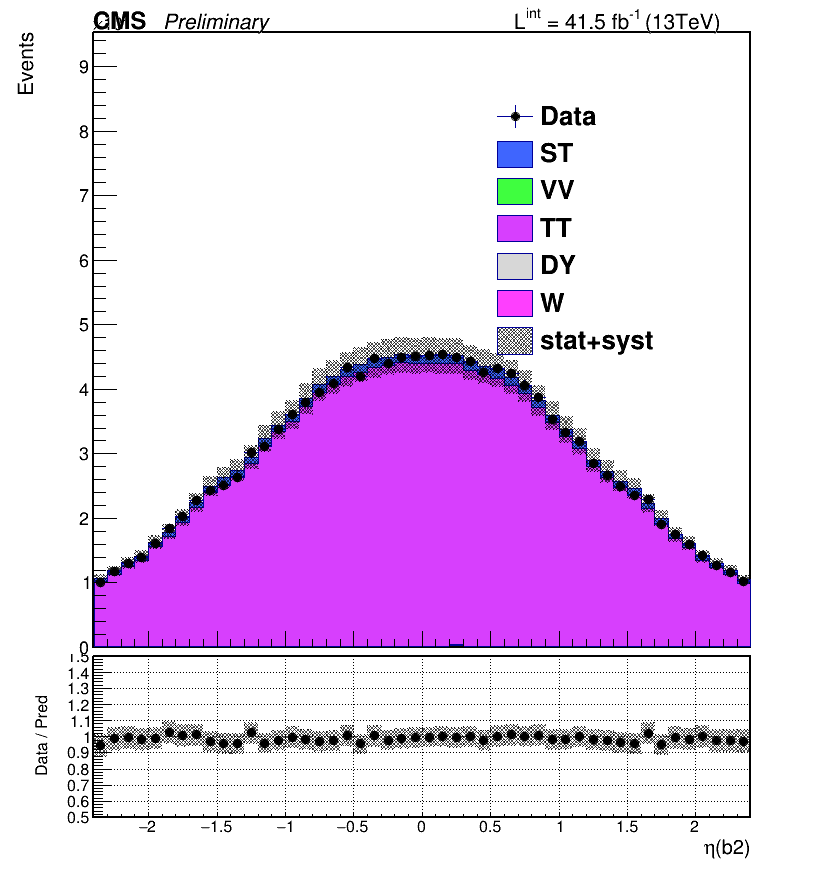 CMS Preliminary L^int = 41.5 fb^-1 (13TeV)
Events
9
8
7
6
5
4
3
2
1
0
Data
ST
VV
TT
DY
W
stat+syst
Data / Pred
1.5
1.4
1.3
1.2
1.1
1
0.9
0.8
0.7
0.6
0.5
−2 −1.5 −1 −0.5 0 0.5 1 1.5 2
η(b2)